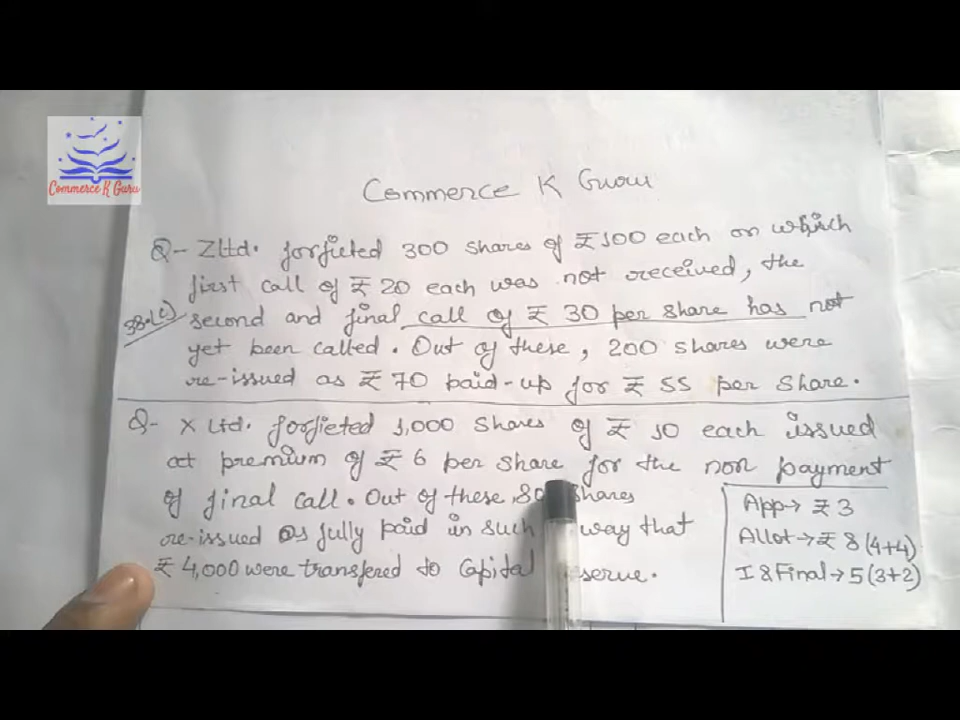 Commerce K Guru
Commerce K Guru
Q- Z Ltd. forfieted 300 shares of ₹100 each on which
first call of ₹ 20 each was not received, the
38.(c) second and final call of ₹ 30 per share has not
yet been called. Out of these, 200 shares were
re-issued as ₹ 70 paid-up for ₹ 55 per share.
Q- X Ltd. forfieted 1,000 shares of ₹ 10 each issued
at premium of ₹ 6 per share for the non payment
of final call. Out of these shares
re-issued as fully paid in such way that
₹ 4,000 were transfered to Capital
App→ ₹ 3
Allot→ ₹ 8 (4+4)
I & Final→ 5 (3+2)